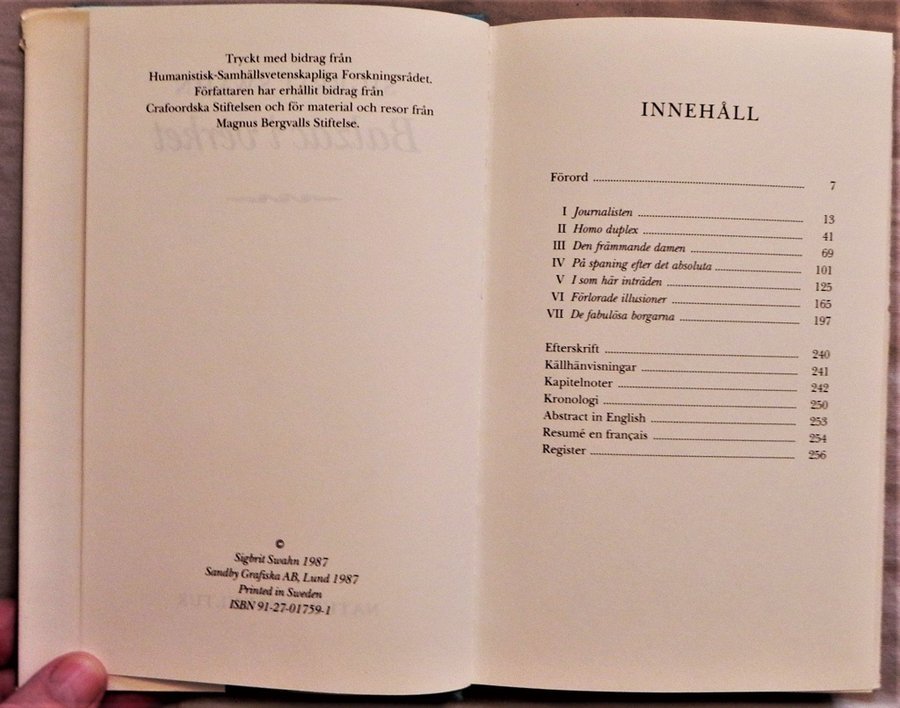 Tryckt med bidrag från
Humanistisk-Samhällsvetenskapliga Forskningsrådet.
Författaren har erhållit bidrag från
Crafoordska Stiftelsen och för material och resor från
Magnus Bergvalls Stiftelse.
©
Sigbrit Swahn 1987
Sandby Grafiska AB, Lund 1987
Printed in Sweden
ISBN 91-27-01759-1
INNEHÅLL
Förord 7
I Journalisten 13
II Homo duplex 41
III Den främmande damen 69
IV På spaning efter det absoluta 101
V I som här inträden 125
VI Förlorade illusioner 165
VII De fabulösa borgarna 197
Efterskrift 240
Källhänvisningar 241
Kapitelnoter 242
Kronologi 250
Abstract in English 253
Resumé en français 254
Register 256